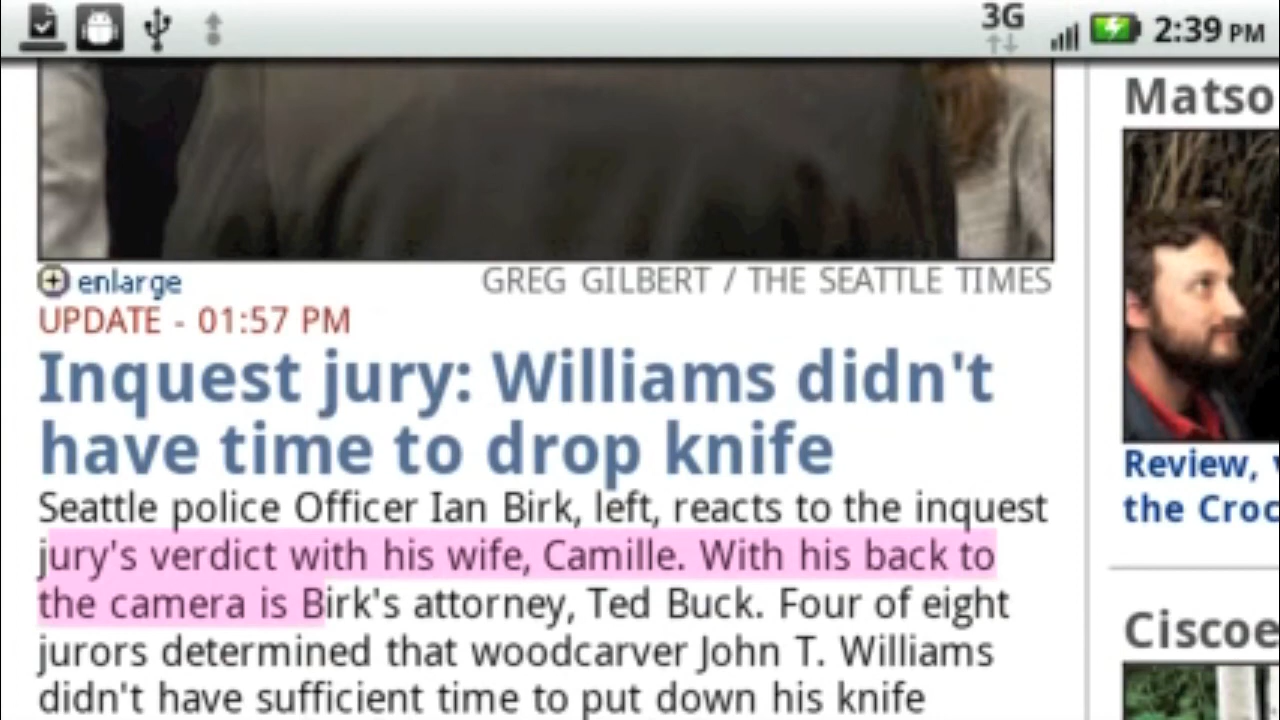 3G
2:39 PM
enlarge
GREG GILBERT / THE SEATTLE TIMES
UPDATE - 01:57 PM
Inquest jury: Williams didn't
have time to drop knife
Seattle police Officer Ian Birk, left, reacts to the inquest
jury's verdict with his wife, Camille. With his back to
the camera is Birk's attorney, Ted Buck. Four of eight
jurors determined that woodcarver John T. Williams
didn't have sufficient time to put down his knife
Matso
Review,
the Croc
Ciscoe